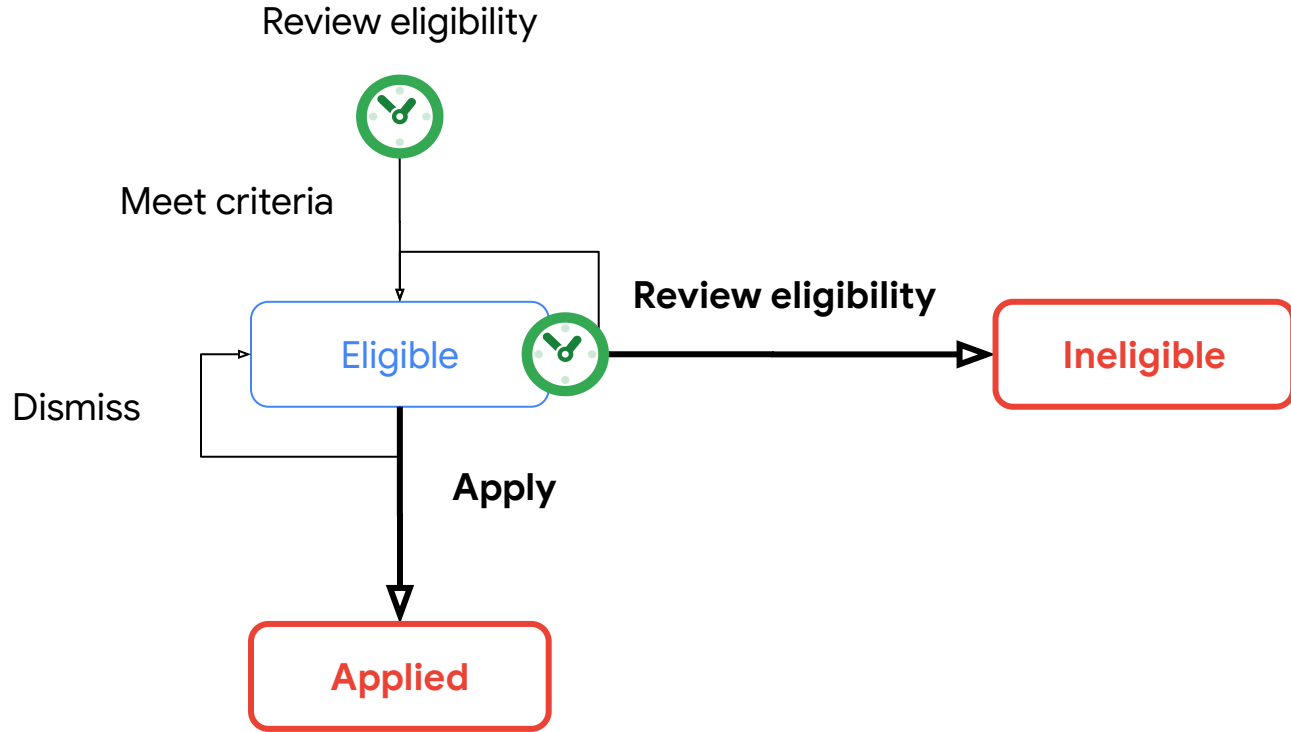 Review eligibility
Meet criteria
Review eligibility
Eligible
Ineligible
Dismiss
Apply
Applied